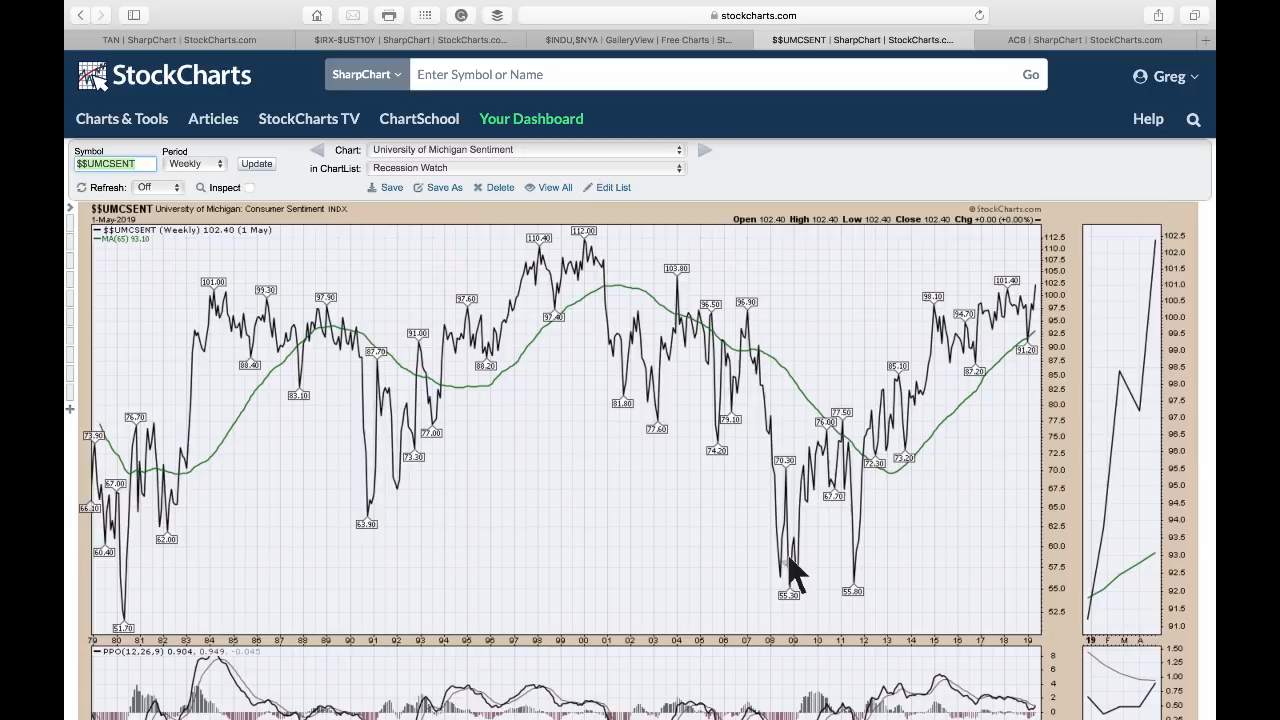 stockcharts.com
TAN | SharpChart | StockCharts.com
$IRX-$UST10Y | SharpChart | StockCharts.co...
$INDU,$NYA | GalleryView | Free Charts | St...
$$UMCSENT | SharpChart | StockCharts.c...
ACB | SharpChart | StockCharts.com
StockCharts
SharpChart
Enter Symbol or Name
Go
Greg
Charts & Tools
Articles
StockCharts TV
ChartSchool
Your Dashboard
Help
Symbol
Period
Chart:
University of Michigan Sentiment
$$UMCSENT
Weekly
Update
in ChartList:
Recession Watch
Refresh:
Off
Inspect
Save
Save As
Delete
View All
Edit List
$$UMCSENT University of Michigan: Consumer Sentiment INDX
© StockCharts.com
1-May-2019
Open 102.40 High 102.40 Low 102.40 Close 102.40 Chg +0.00 (+0.00%)
$$UMCSENT (Weekly) 102.40 (1 May)
MA(65) 93.10
73.90
66.10
60.40
67.00
51.70
76.70
62.00
101.00
88.40
99.30
83.10
97.90
63.90
87.70
73.30
91.00
77.00
97.60
88.20
110.40
97.40
112.00
81.80
77.60
103.80
96.50
74.20
79.10
96.90
70.30
55.30
76.00
67.70
77.50
55.80
72.30
85.10
73.20
98.10
94.70
87.20
101.40
91.20
112.5
110.0
107.5
105.0
102.5
100.0
97.5
95.0
92.5
90.0
87.5
85.0
82.5
80.0
77.5
75.0
72.5
70.0
67.5
65.0
62.5
60.0
57.5
55.0
52.5
102.5
102.0
101.5
101.0
100.5
100.0
99.5
99.0
98.5
98.0
97.5
97.0
96.5
96.0
95.5
95.0
94.5
94.0
93.5
93.0
92.5
92.0
91.5
91.0
79 80 81 82 83 84 85 86 87 88 89 90 91 92 93 94 95 96 97 98 99 00 01 02 03 04 05 06 07 08 09 10 11 12 13 14 15 16 17 18 19
19 F M A
PPO(12,26,9) 0.904, 0.949, -0.045
8
6
4
2
0
1.50
1.25
1.00
0.75
0.50
0.25